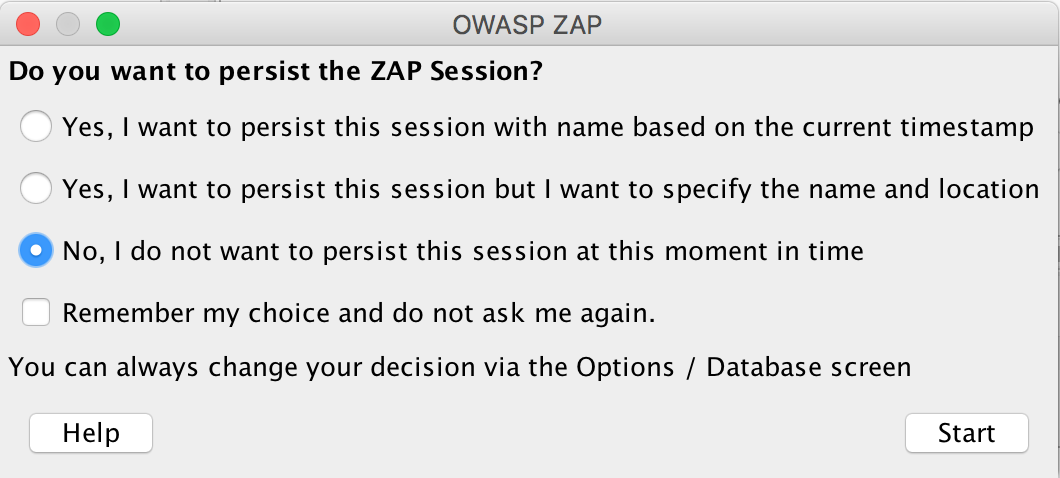 OWASP ZAP
Do you want to persist the ZAP Session?
Yes, I want to persist this session with name based on the current timestamp
Yes, I want to persist this session but I want to specify the name and location
No, I do not want to persist this session at this moment in time
Remember my choice and do not ask me again.
You can always change your decision via the Options / Database screen
Help
Start